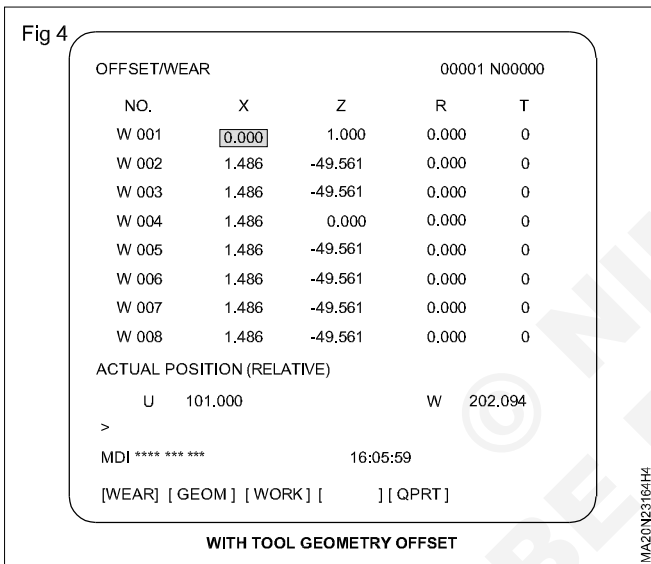 Fig 4
OFFSET/WEAR 00001 N00000
NO. X Z R T
W 001 0.000 1.000 0.000 0
W 002 1.486 -49.561 0.000 0
W 003 1.486 -49.561 0.000 0
W 004 1.486 0.000 0.000 0
W 005 1.486 -49.561 0.000 0
W 006 1.486 -49.561 0.000 0
W 007 1.486 -49.561 0.000 0
W 008 1.486 -49.561 0.000 0
ACTUAL POSITION (RELATIVE)
U 101.000 W 202.094
>
MDI **** *** *** 16:05:59
[WEAR] [ GEOM ] [ WORK ] [ ] [ QPRT ]
WITH TOOL GEOMETRY OFFSET
MA20N23164H4